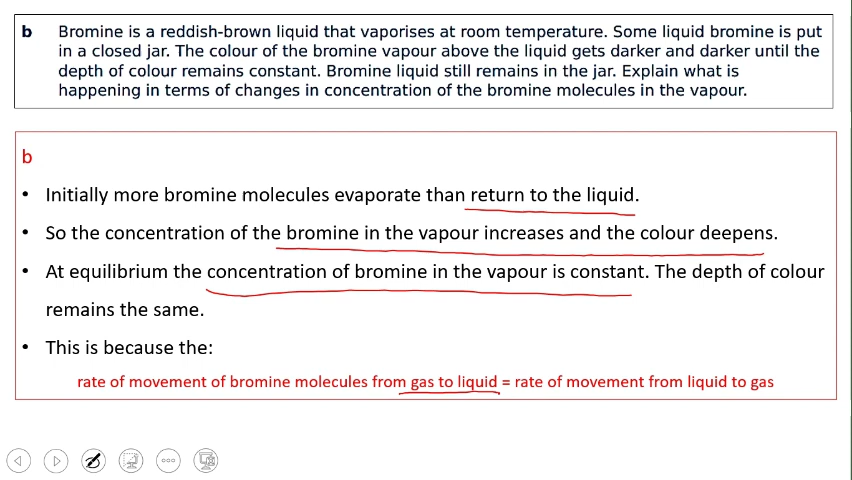 b Bromine is a reddish-brown liquid that vaporises at room temperature. Some liquid bromine is put
in a closed jar. The colour of the bromine vapour above the liquid gets darker and darker until the
depth of colour remains constant. Bromine liquid still remains in the jar. Explain what is
happening in terms of changes in concentration of the bromine molecules in the vapour.
b
• Initially more bromine molecules evaporate than return to the liquid.
• So the concentration of the bromine in the vapour increases and the colour deepens.
• At equilibrium the concentration of bromine in the vapour is constant. The depth of colour
remains the same.
• This is because the:
rate of movement of bromine molecules from gas to liquid = rate of movement from liquid to gas